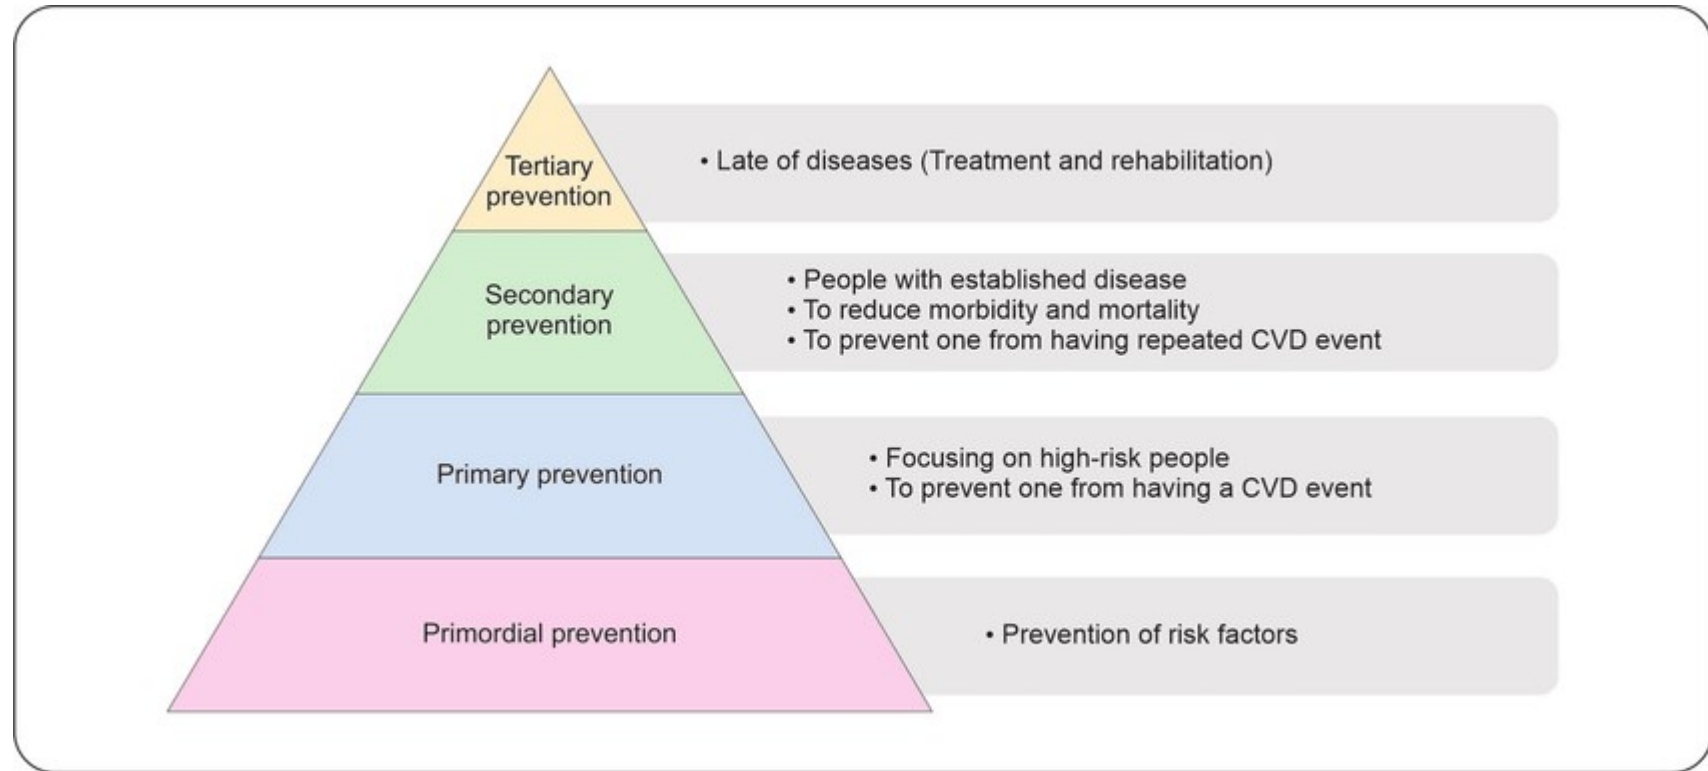 Tertiary
prevention
• Late of diseases (Treatment and rehabilitation)
Secondary
prevention
• People with established disease
• To reduce morbidity and mortality
• To prevent one from having repeated CVD event
Primary prevention
• Focusing on high-risk people
• To prevent one from having a CVD event
Primordial prevention
• Prevention of risk factors